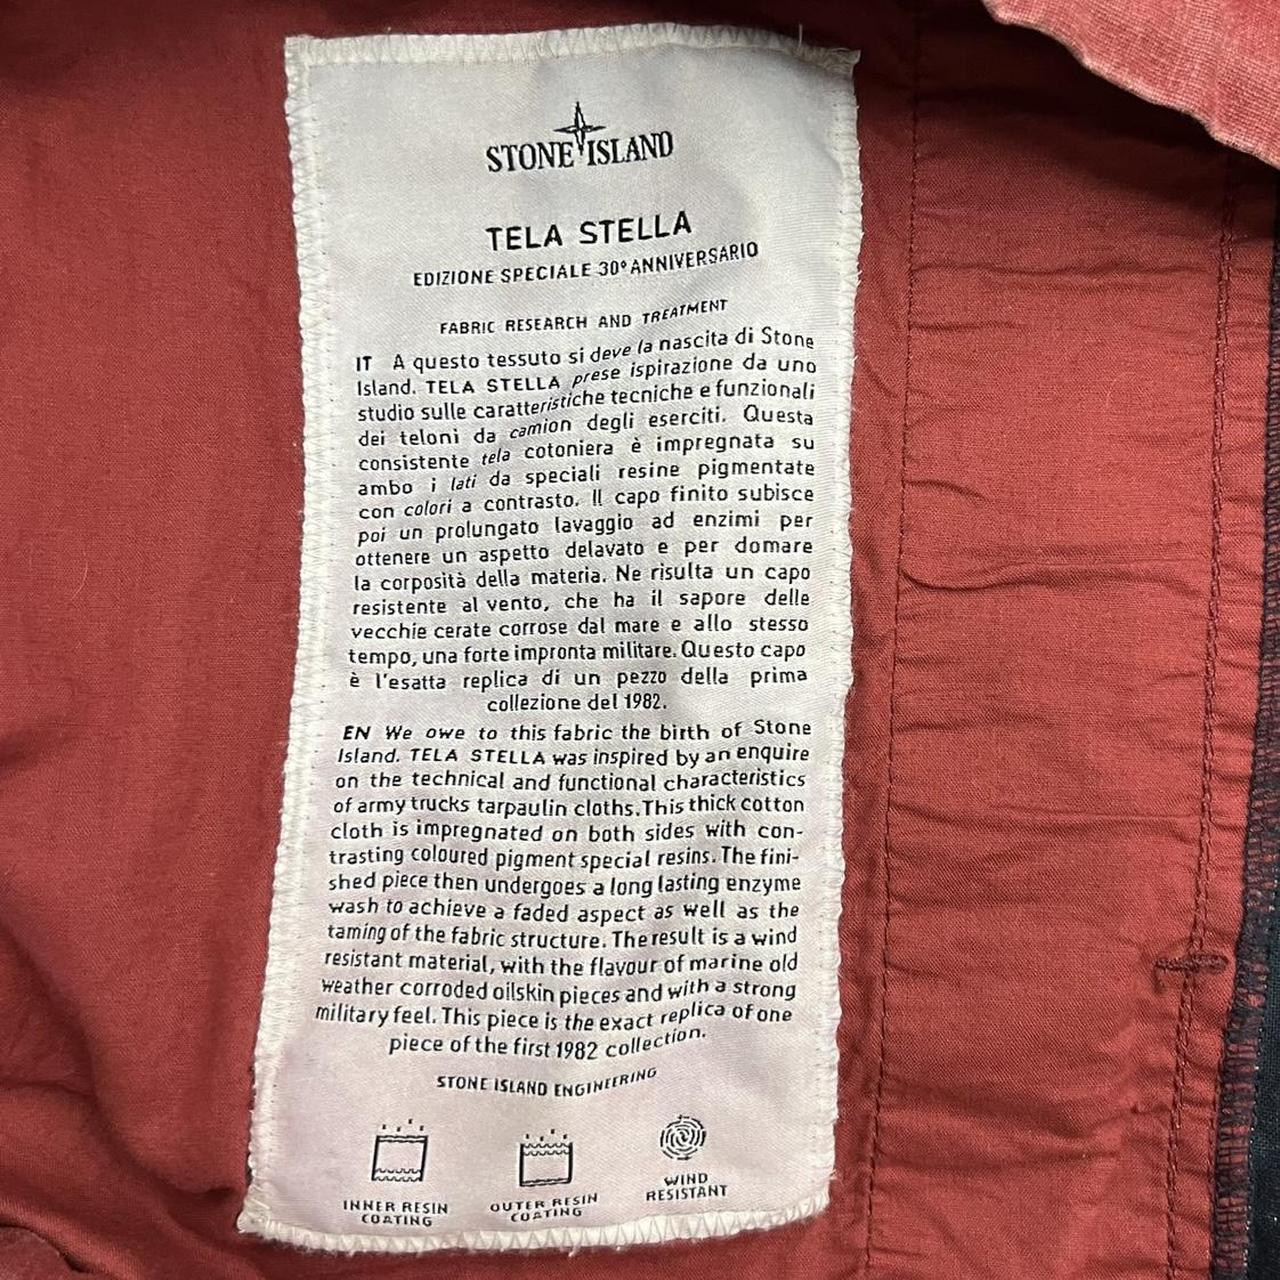 STONE ISLAND
TELA STELLA
EDIZIONE SPECIALE 30° ANNIVERSARIO
FABRIC RESEARCH AND TREATMENT
IT A questo tessuto si deve la nascita di Stone
Island. TELA STELLA prese ispirazione da uno
studio sulle caratteristiche tecniche e funzionali
dei teloni da camion degli eserciti. Questa
consistente tela cotoniera è impregnata su
ambo i lati da speciali resine pigmentate
con colori a contrasto. Il capo finito subisce
poi un prolungato lavaggio ad enzimi per
ottenere un aspetto delavato e per domare
la corposità della materia. Ne risulta un capo
resistente al vento, che ha il sapore delle
vecchie cerate corrose dal mare e allo stesso
tempo, una forte impronta militare. Questo capo
è l'esatta replica di un pezzo della prima
collezione del 1982.
EN We owe to this fabric the birth of Stone
Island. TELA STELLA was inspired by an enquire
on the technical and functional characteristics
of army trucks tarpaulin cloths. This thick cotton
cloth is impregnated on both sides with con-
trasting coloured pigment special resins. The fini-
shed piece then undergoes a long lasting enzyme
wash to achieve a faded aspect as well as the
taming of the fabric structure. The result is a wind
resistant material, with the flavour of marine old
weather corroded oilskin pieces and with a strong
military feel. This piece is the exact replica of one
piece of the first 1982 collection.
STONE ISLAND ENGINEERING
INNER RESIN
COATING
OUTER RESIN
COATING
WIND
RESISTANT